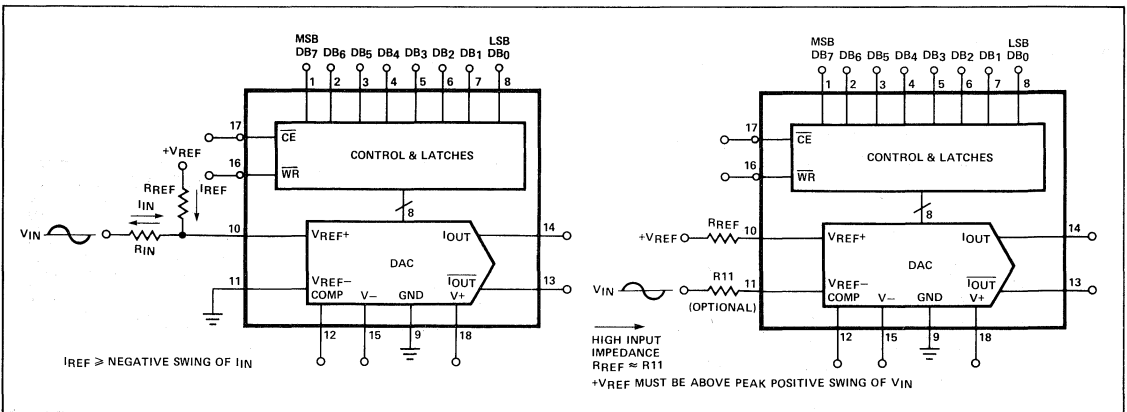 MSB LSB
DB7 DB6 DB5 DB4 DB3 DB2 DB1 DB0
1 2 3 4 5 6 7 8
17
CE
+VREF
16
WR
CONTROL & LATCHES
RREF
IREF
IIN
8
VIN
RIN
10
VREF+
IOUT
14
DAC
11
VREF–
IOUT
13
COMP V– GND V+
12 15 9 18
IREF ⩾ NEGATIVE SWING OF IIN
MSB LSB
DB7 DB6 DB5 DB4 DB3 DB2 DB1 DB0
1 2 3 4 5 6 7 8
17
CE
16
WR
CONTROL & LATCHES
8
+VREF
RREF
10
VREF+
IOUT
14
DAC
VIN
R11
11
VREF–
IOUT
13
(OPTIONAL)
COMP V– GND V+
12 15 9 18
HIGH INPUT
IMPEDANCE
RREF ≈ R11
+VREF MUST BE ABOVE PEAK POSITIVE SWING OF VIN